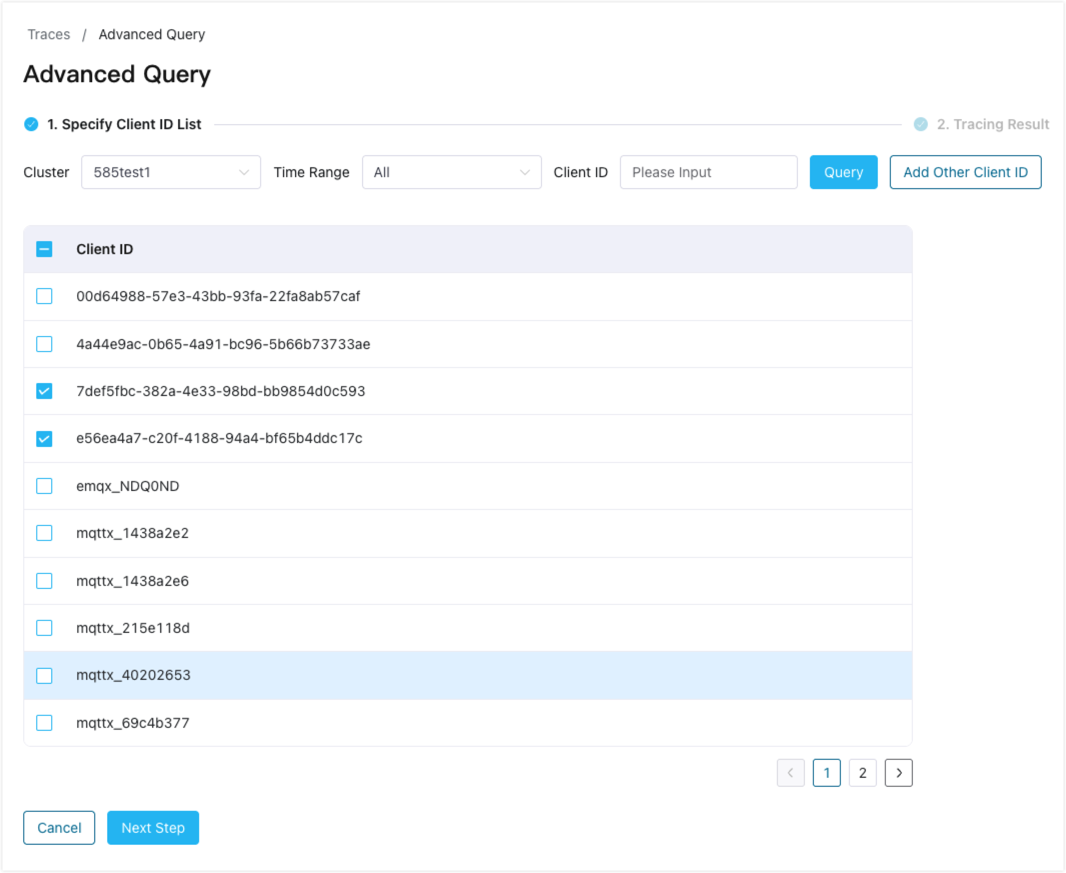 Traces / Advanced Query
Advanced Query
1. Specify Client ID List
2. Tracing Result
Cluster 585test1 Time Range All Client ID Please Input Query Add Other Client ID
Client ID
00d64988-57e3-43bb-93fa-22fa8ab57caf
4a44e9ac-0b65-4a91-bc96-5b66b73733ae
7def5fbc-382a-4e33-98bd-bb9854d0c593
e56ea4a7-c20f-4188-94a4-bf65b4ddc17c
emqx_NDQ0ND
mqttx_1438a2e2
mqttx_1438a2e6
mqttx_215e118d
mqttx_40202653
mqttx_69c4b377
1 2
Cancel Next Step